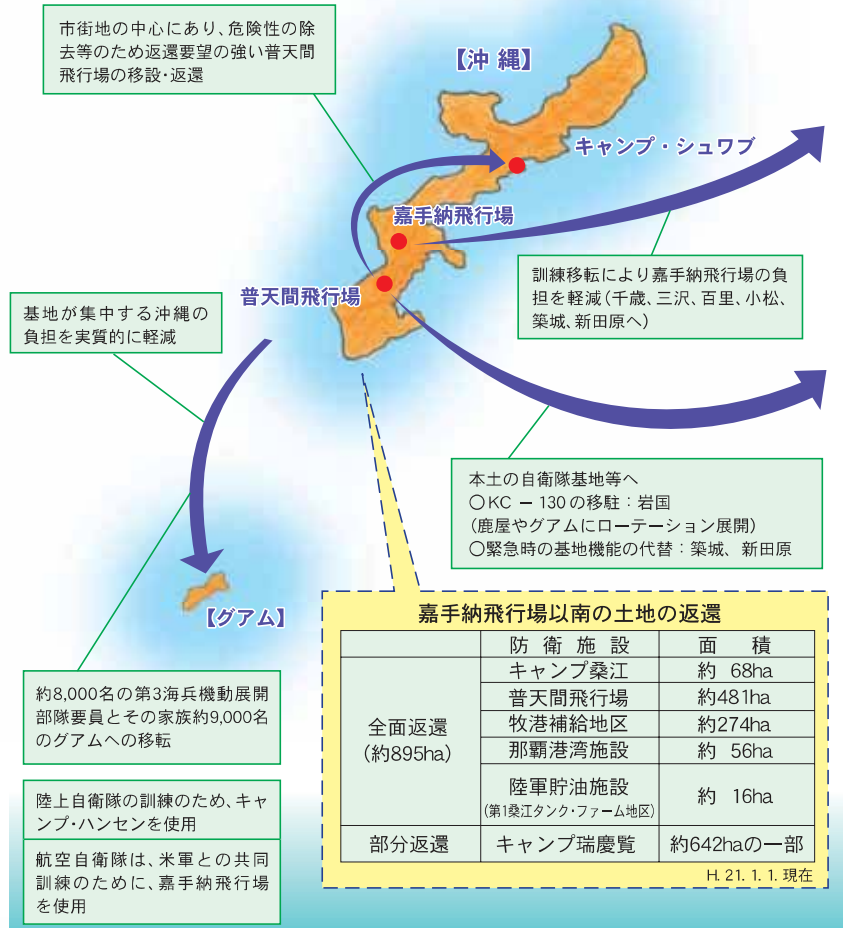 市街地の中心にあり、危険性の除
去等のため返還要望の強い普天間
飛行場の移設・返還
【沖 縄】
キャンプ・シュワブ
嘉手納飛行場
普天間飛行場
訓練移転により嘉手納飛行場の負
担を軽減(千歳、三沢、百里、小松、
築城、新田原へ)
基地が集中する沖縄の
負担を実質的に軽減
本土の自衛隊基地等へ
○KC－130の移駐：岩国
(鹿屋やグアムにローテーション展開)
○緊急時の基地機能の代替：築城、新田原
【グアム】
約8,000名の第3海兵機動展開
部隊要員とその家族約9,000名
のグアムへの移転
陸上自衛隊の訓練のため、キャ
ンプ・ハンセンを使用
航空自衛隊は、米軍との共同
訓練のために、嘉手納飛行場
を使用
嘉手納飛行場以南の土地の返還
防衛施設 面積
全面返還
(約895ha)
キャンプ桑江 約 68ha
普天間飛行場 約481ha
牧港補給地区 約274ha
那覇港湾施設 約 56ha
陸軍貯油施設
(第1桑江タンク・ファーム地区)
約 16ha
部分返還 キャンプ瑞慶覧 約642haの一部
H. 21. 1. 1. 現在